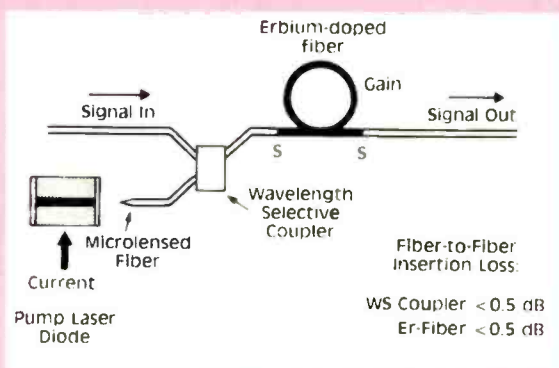 Erbium-doped
fiber
Gain
Signal In
Signal Out
S
S
Wavelength
Selective
Coupler
Microlensed
Fiber
Current
Pump Laser
Diode
Fiber-to-Fiber
Insertion Loss:
WS Coupler <0.5 dB
Er-Fiber <0.5 dB